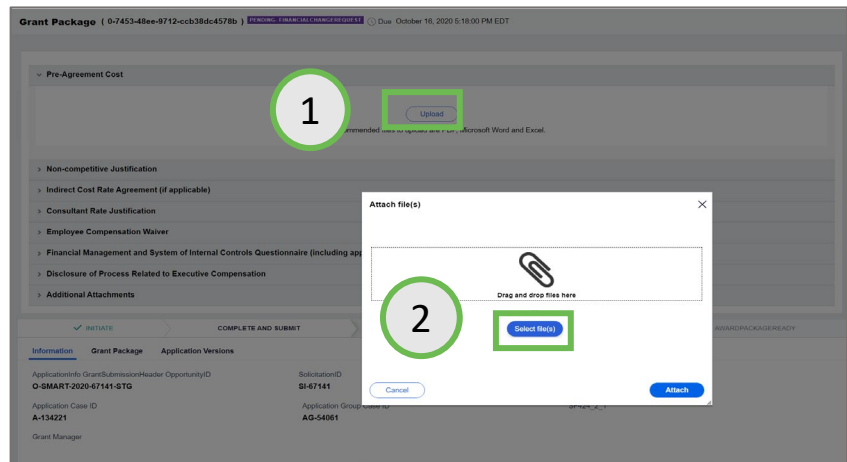 Grant Package ( 0-7453-48ee-9712-ccb38dc4578b ) PENDING- FINANCIALCHANGEREQUEST Due October 16, 2020 5:18:00 PM EDT
Pre-Agreement Cost
1
Upload
files to upload are PDF, Microsoft Word and Excel.
Non-competitive Justification
Indirect Cost Rate Agreement (if applicable)
Consultant Rate Justification
Employee Compensation Waiver
Financial Management and System of Internal Controls Questionnaire (including
Disclosure of Process Related to Executive Compensation
Additional Attachments
Attach file(s)
Drag and drop files here
2
Select file(s)
Cancel
Attach
INITIATE
COMPLETE AND SUBMIT
AWARDPACKAGEREADY
Information Grant Package Application Versions
ApplicationInfo GrantSubmissionHeader OpportunityID
SolicitationID
O-SMART-2020-67141-STG
SI-67141
Application Case ID
Application Group Case ID
A-134221
AG-54061
Grant Manager